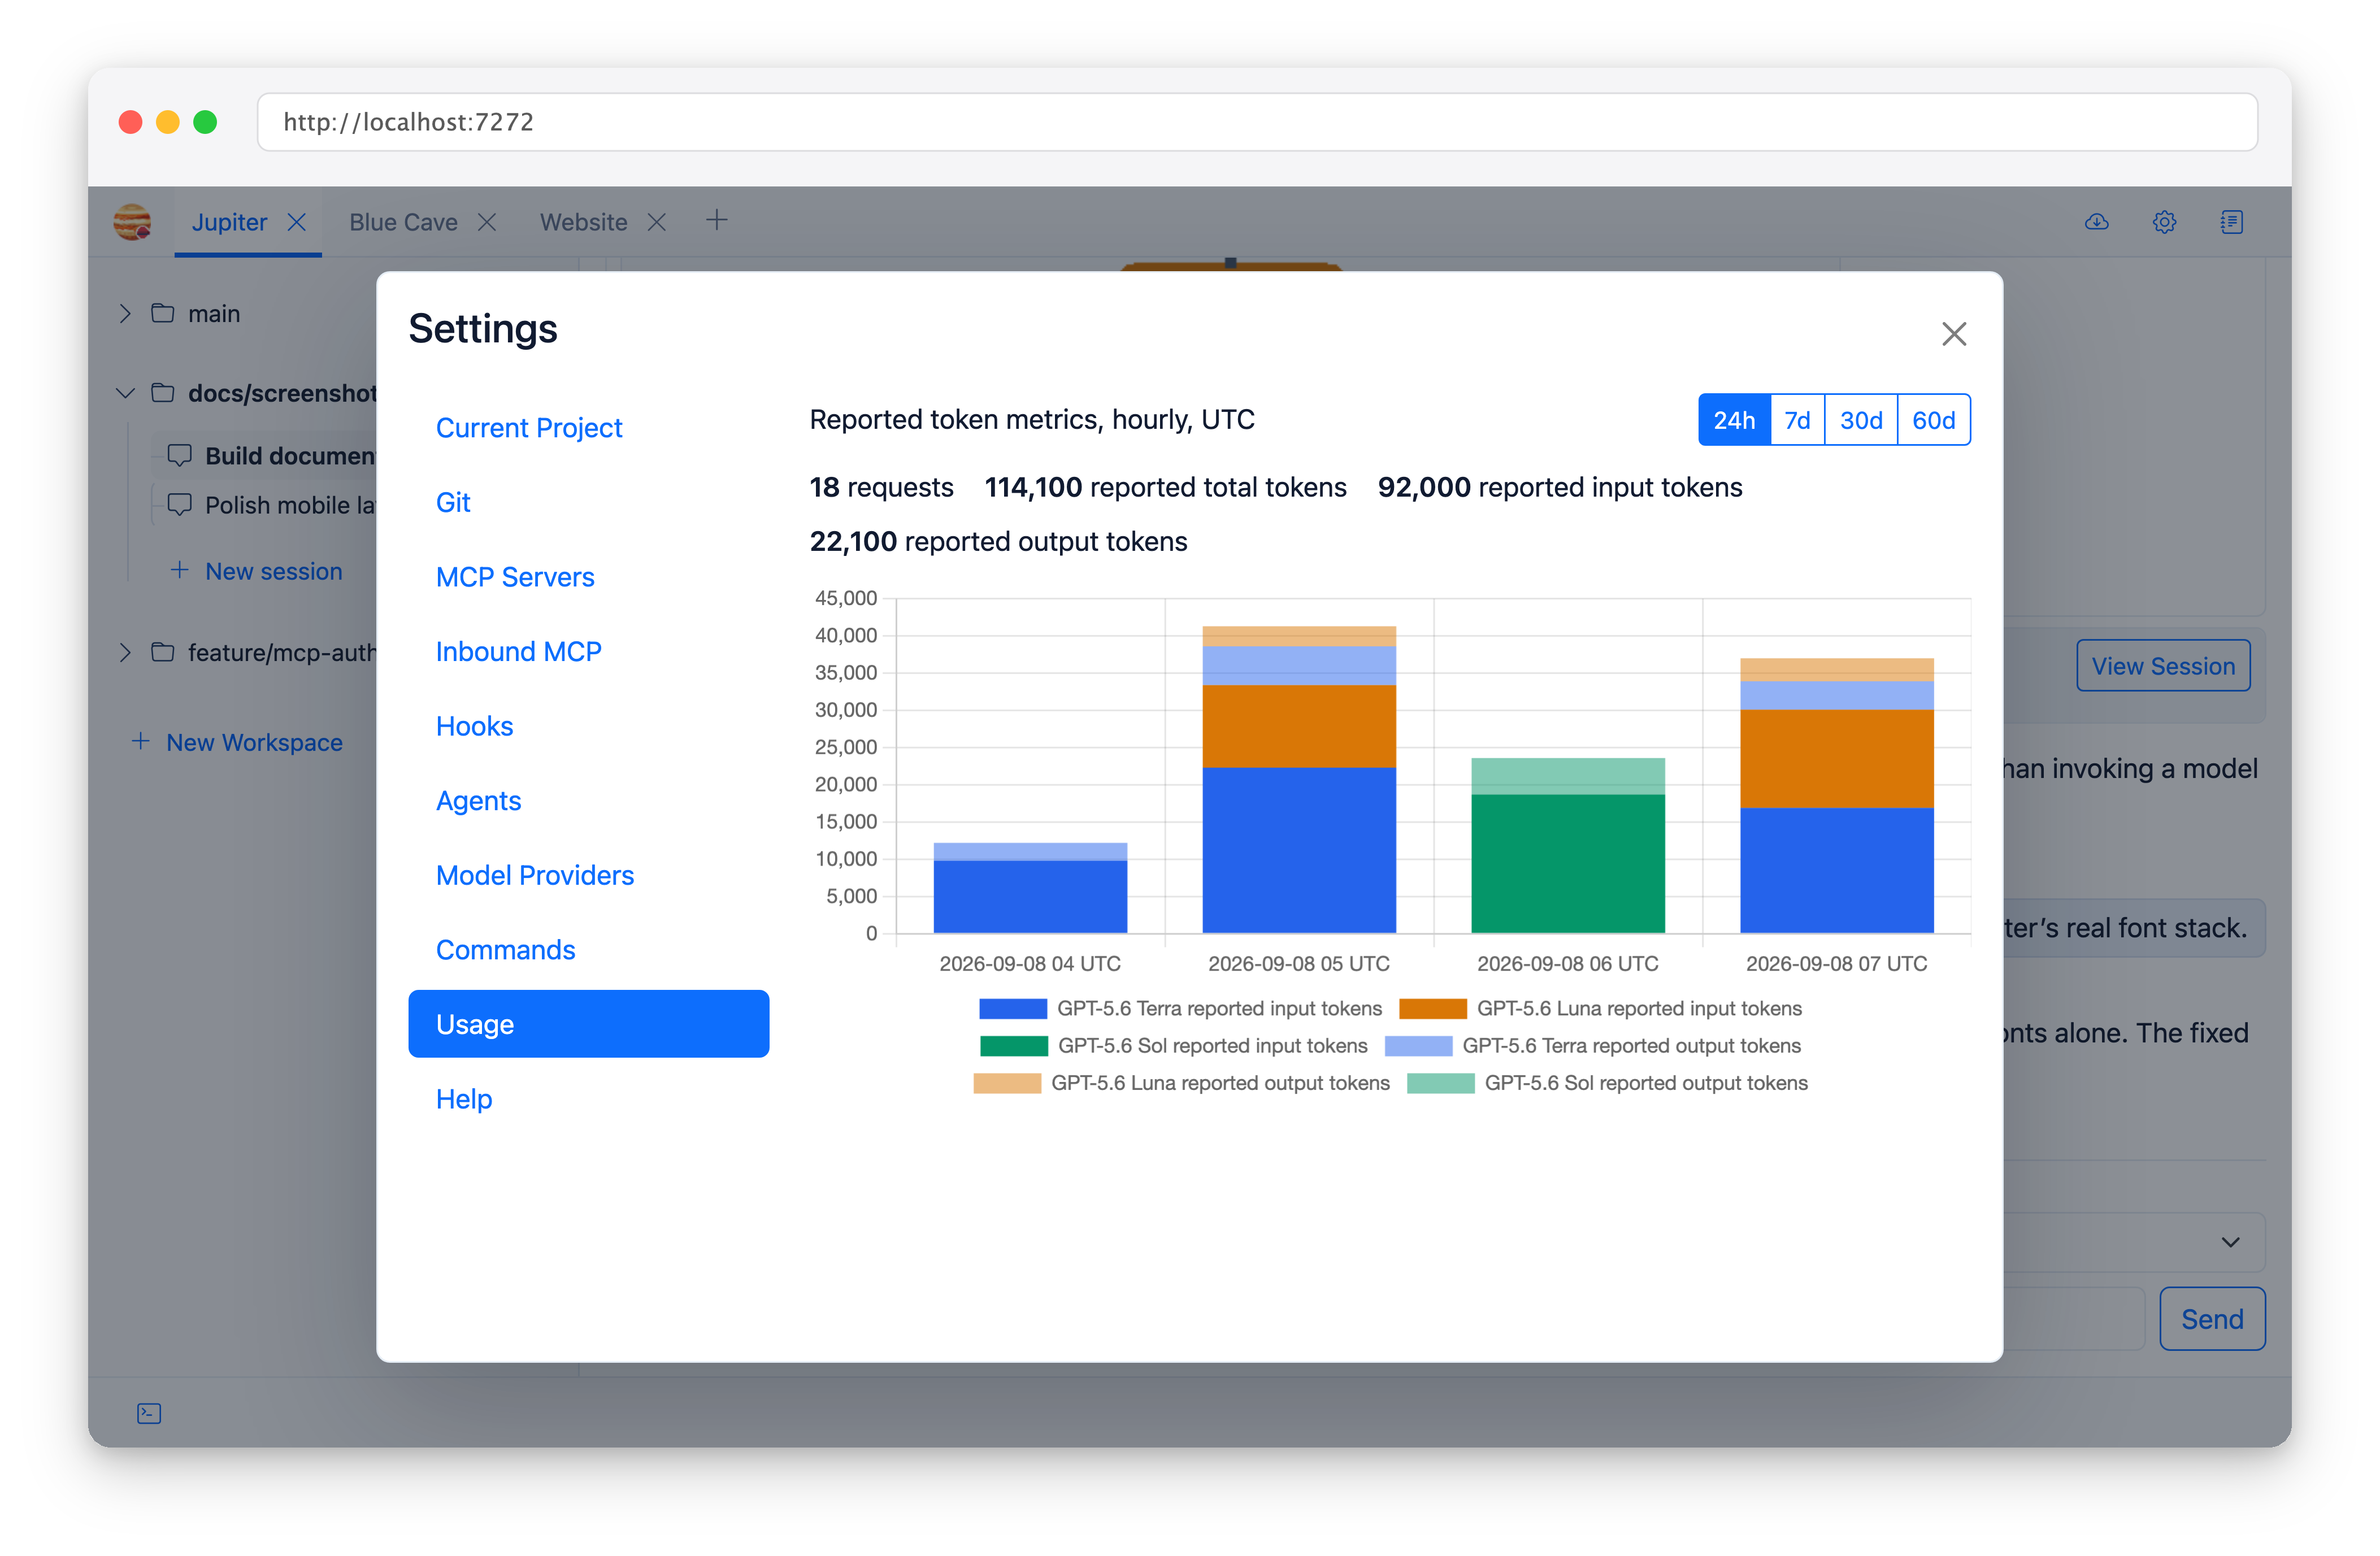 http://localhost:7272
Jupiter Blue Cave Website
main
docs/screenshot
Build documen
Polish mobile la
New session
feature/mcp-auth
New Workspace
Settings
Current Project
Git
MCP Servers
Inbound MCP
Hooks
Agents
Model Providers
Commands
Usage
Help
Reported token metrics, hourly, UTC
24h 7d 30d 60d
18 requests 114,100 reported total tokens 92,000 reported input tokens
22,100 reported output tokens
45,000
40,000
35,000
30,000
25,000
20,000
15,000
10,000
5,000
0
2026-09-08 04 UTC 2026-09-08 05 UTC 2026-09-08 06 UTC 2026-09-08 07 UTC
GPT-5.6 Terra reported input tokens GPT-5.6 Luna reported input tokens
GPT-5.6 Sol reported input tokens GPT-5.6 Terra reported output tokens
GPT-5.6 Luna reported output tokens GPT-5.6 Sol reported output tokens
View Session
han invoking a model
ter’s real font stack.
onts alone. The fixed
Send